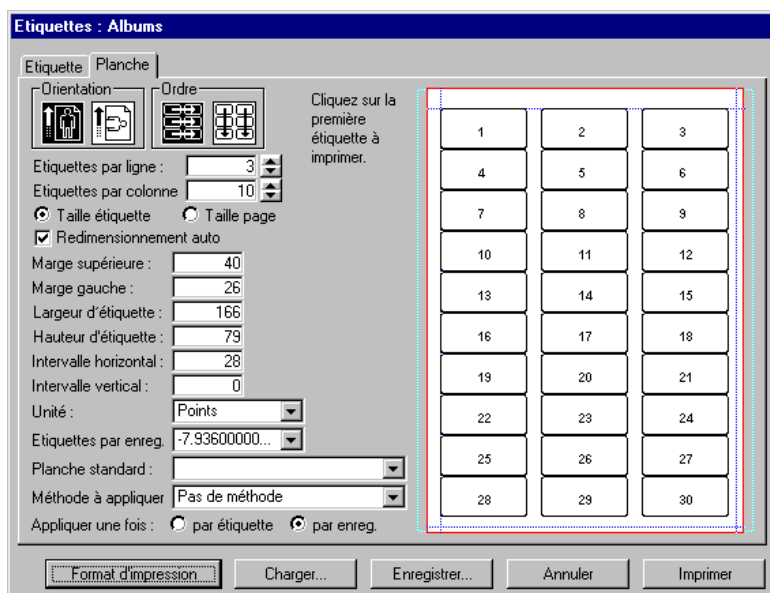 Etiquettes : Albums
Etiquette Planche
Orientation Ordre
Cliquez sur la
première
étiquette à
imprimer.
Etiquettes par ligne : 3
Etiquettes par colonne 10
Taille étiquette Taille page
Redimensionnement auto
Marge supérieure : 40
Marge gauche : 26
Largeur d'étiquette : 166
Hauteur d'étiquette : 79
Intervalle horizontal : 28
Intervalle vertical : 0
Unité : Points
Etiquettes par enreg. -7.93600000...
Planche standard :
Méthode à appliquer Pas de méthode
Appliquer une fois : par étiquette par enreg.
1 2 3
4 5 6
7 8 9
10 11 12
13 14 15
16 17 18
19 20 21
22 23 24
25 26 27
28 29 30
Format d'impression Charger... Enregistrer... Annuler Imprimer